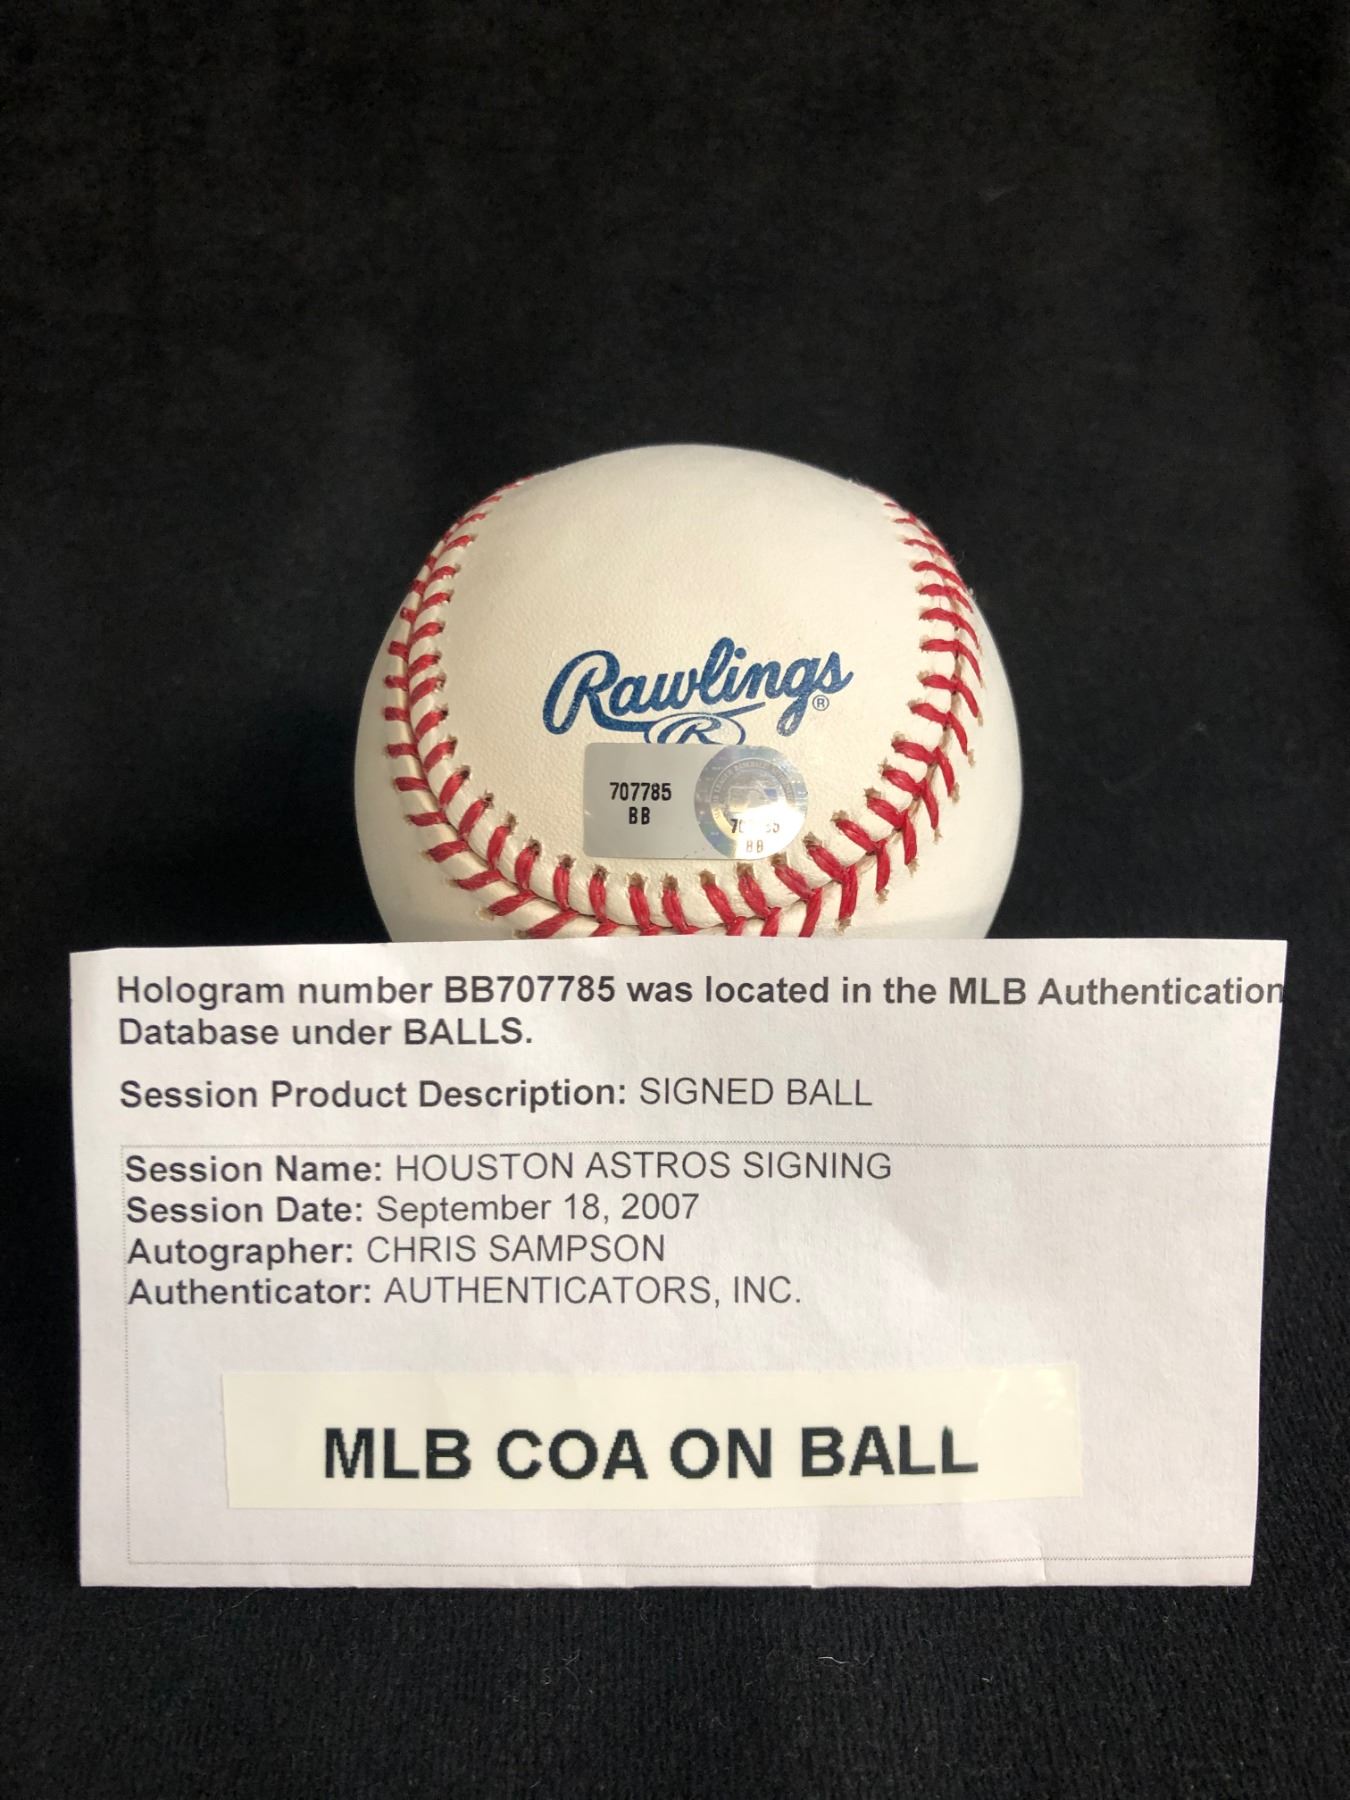 Rawlings®
R
707785
BB
BB
Hologram number BB707785 was located in the MLB Authentication
Database under BALLS.
Session Product Description: SIGNED BALL
Session Name: HOUSTON ASTROS SIGNING
Session Date: September 18, 2007
Autographer: CHRIS SAMPSON
Authenticator: AUTHENTICATORS, INC.
MLB COA ON BALL